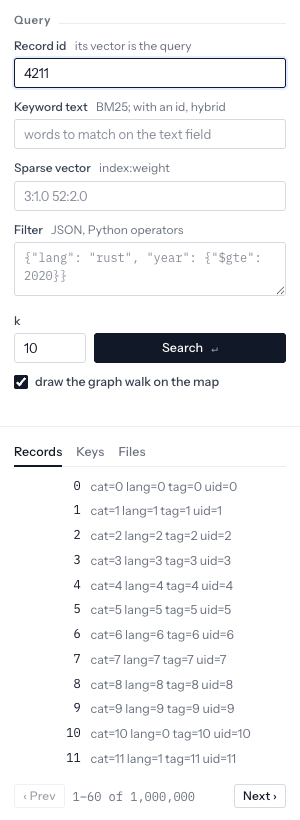 Query
Record id its vector is the query
4211
Keyword text BM25; with an id, hybrid
words to match on the text field
Sparse vector index:weight
3:1.0 52:2.0
Filter JSON, Python operators
{"lang": "rust", "year": {"$gte":
2020}}
k
10 Search ↵
draw the graph walk on the map
Records Keys Files
0 cat=0 lang=0 tag=0 uid=0
1 cat=1 lang=1 tag=1 uid=1
2 cat=2 lang=2 tag=2 uid=2
3 cat=3 lang=3 tag=3 uid=3
4 cat=4 lang=4 tag=4 uid=4
5 cat=5 lang=5 tag=5 uid=5
6 cat=6 lang=6 tag=6 uid=6
7 cat=7 lang=7 tag=7 uid=7
8 cat=8 lang=8 tag=8 uid=8
9 cat=9 lang=9 tag=9 uid=9
10 cat=10 lang=0 tag=10 uid=10
11 cat=11 lang=1 tag=11 uid=11
‹ Prev 1–60 of 1,000,000 Next ›